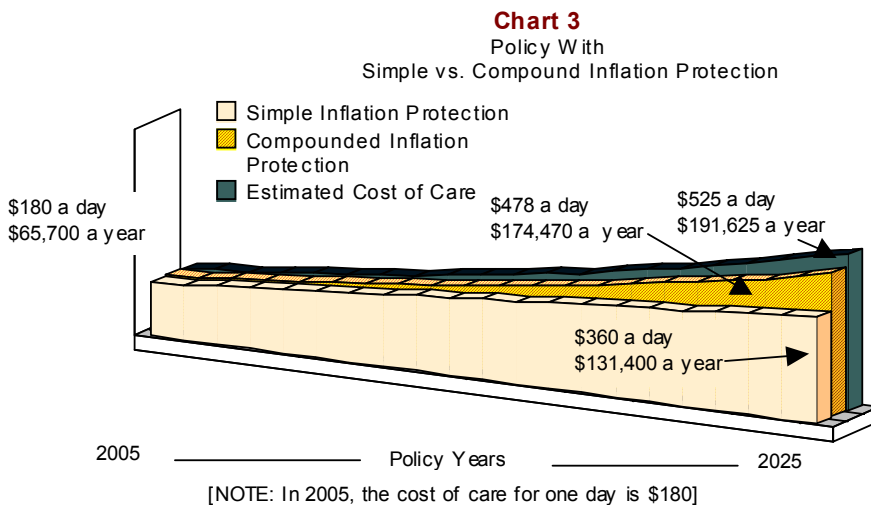 Chart 3
Policy With
Simple vs. Compound Inflation Protection
Simple Inflation Protection
Compounded Inflation
Protection
Estimated Cost of Care
$180 a day
$65,700 a year
$478 a day
$174,470 a year
$525 a day
$191,625 a year
$360 a day
$131,400 a year
2005
Policy Years
2025
[NOTE: In 2005, the cost of care for one day is $180]